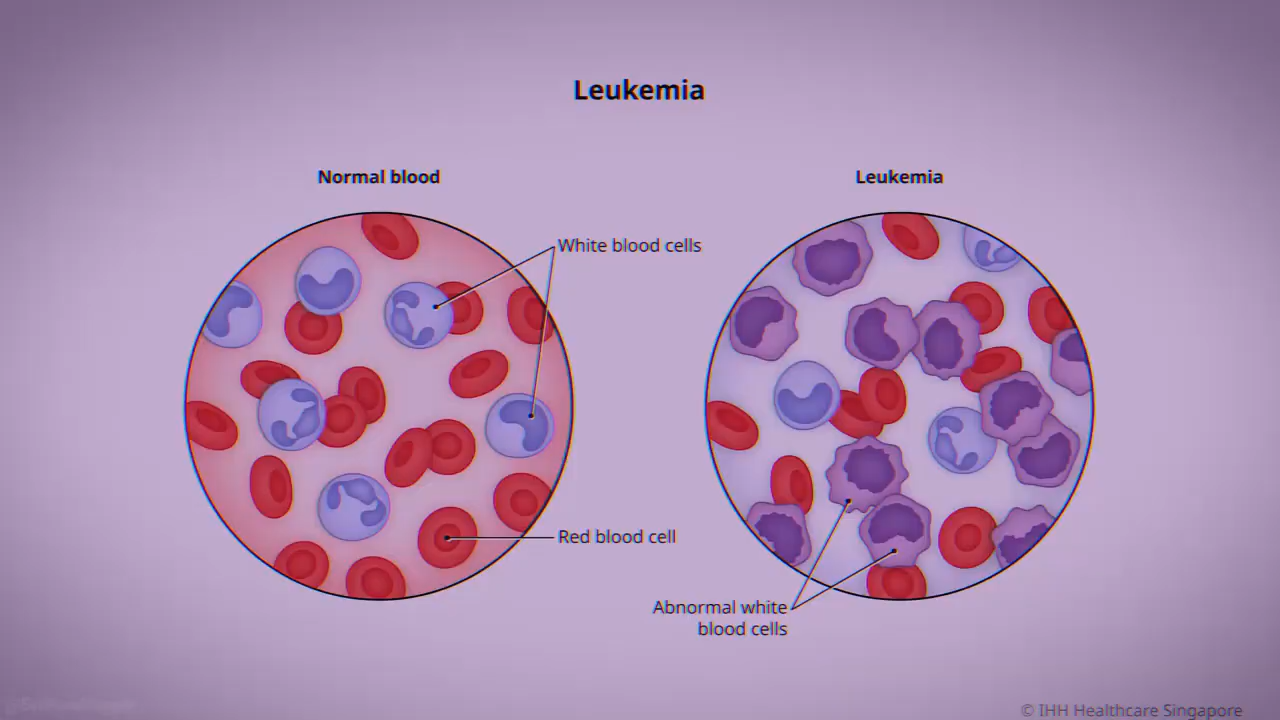 Leukemia
Normal blood
Leukemia
White blood cells
Red blood cell
Abnormal white
blood cells
© IHH Healthcare Singapore